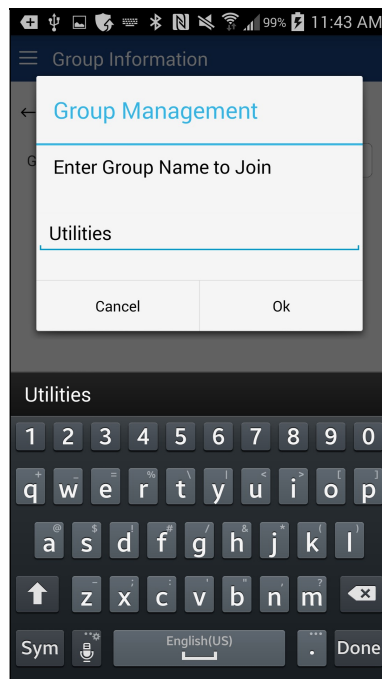 99% 11:43 AM
Group Information
Group Management
G
Enter Group Name to Join
Utilities
Cancel Ok
Utilities
1 2 3 4 5 6 7 8 9 0
q w e r t y u i o p
a s d f g h j k l
z x c v b n m
Sym English(US) . Done